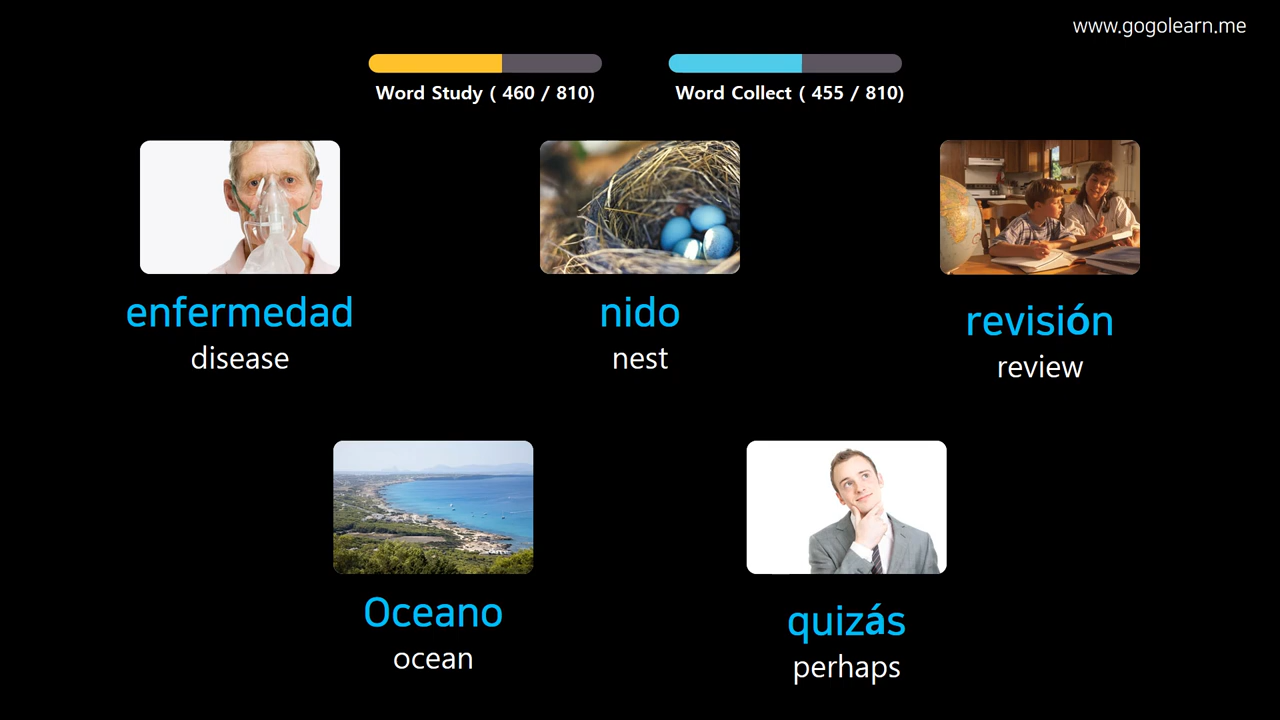 www.gogolearn.me
Word Study ( 460 / 810)
Word Collect ( 455 / 810)
enfermedad
disease
nido
nest
revisión
review
Oceano
ocean
quizás
perhaps